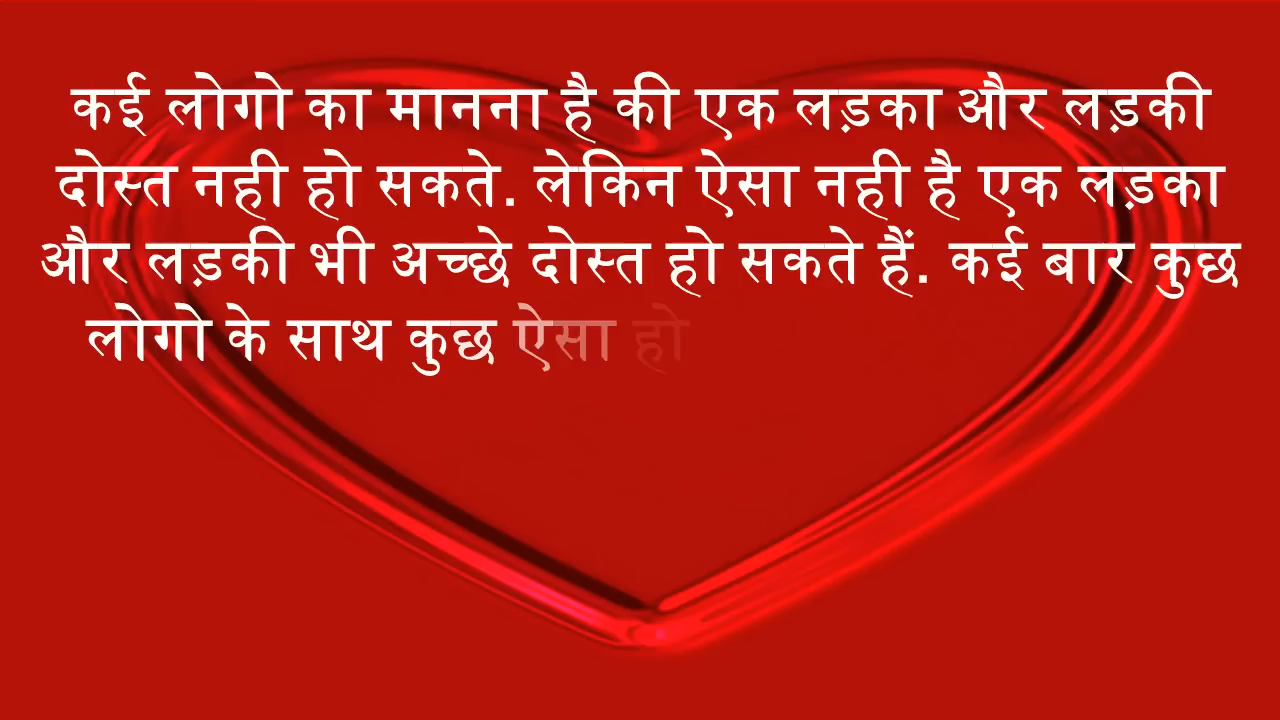 कई लोगो का मानना है की एक लड़का और लड़की
दोस्त नही हो सकते. लेकिन ऐसा नही है एक लड़का
और लड़की भी अच्छे दोस्त हो सकते हैं. कई बार कुछ
लोगो के साथ कुछ ऐसा हो